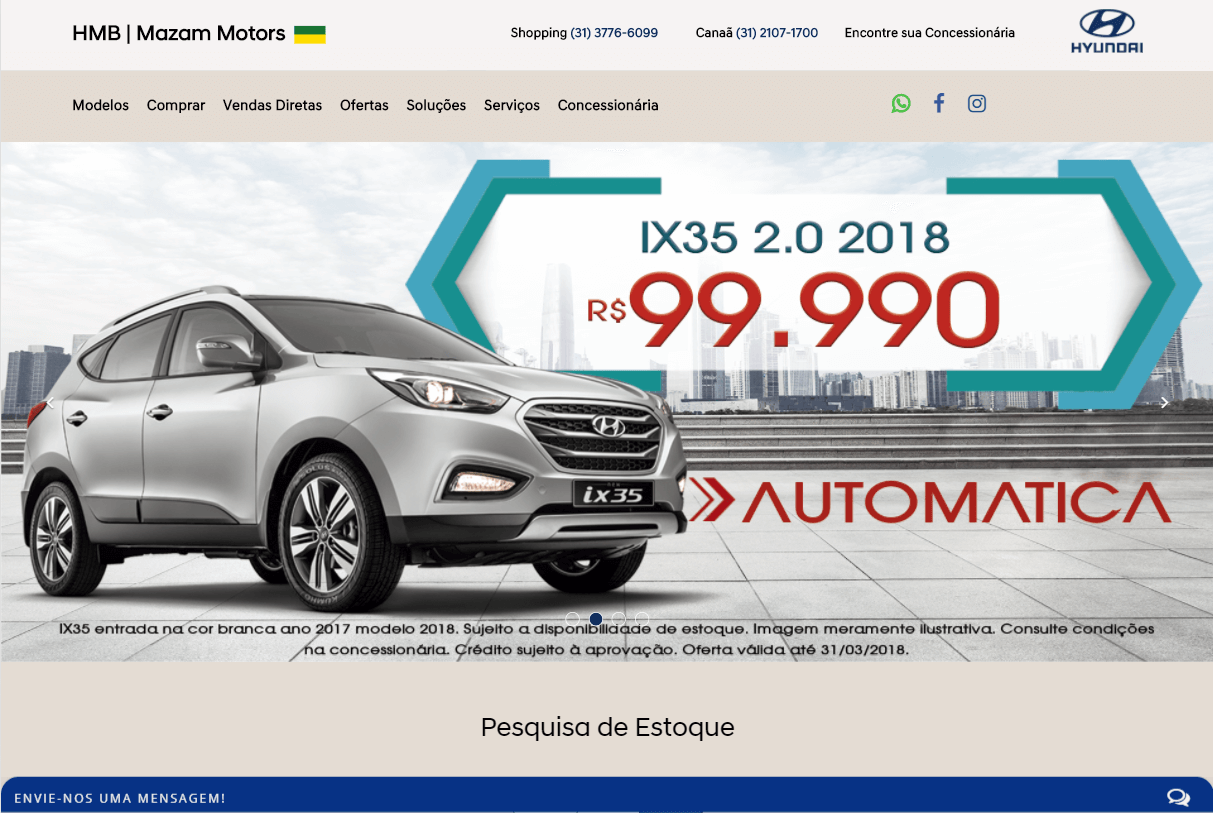 HMB | Mazam Motors
Shopping (31) 3776-6099
Canaã (31) 2107-1700
Encontre sua Concessionária
HYUNDAI
Modelos
Comprar
Vendas Diretas
Ofertas
Soluções
Serviços
Concessionária
IX35 2.0 2018
R$99.990
ix35
AUTOMATICA
IX35 entrada na cor branca ano 2017 modelo 2018. Sujeito a disponibilidade de estoque. Imagem meramente ilustrativa. Consulte condições
na concessionária. Crédito sujeito à aprovação. Oferta válida até 31/03/2018.
Pesquisa de Estoque
ENVIE-NOS UMA MENSAGEM!